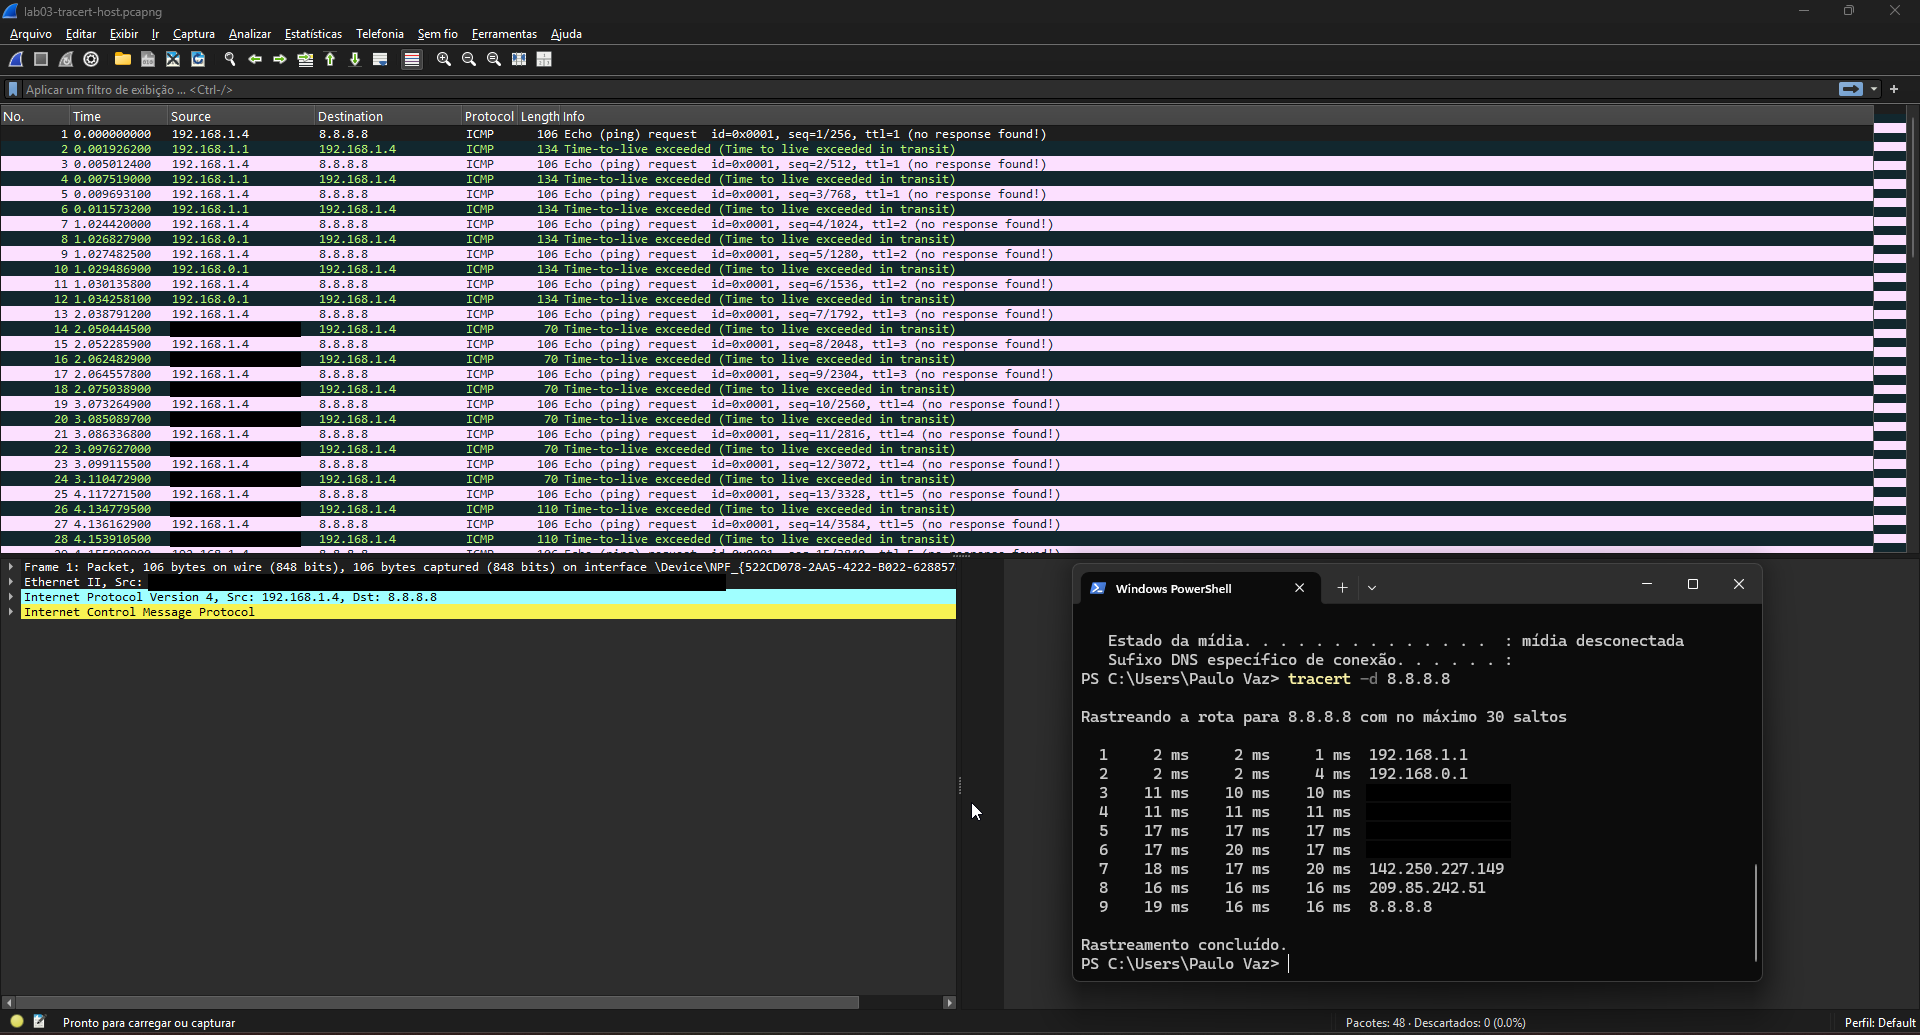 lab03-tracert-host.pcapng
Arquivo Editar Exibir Ir Captura Analizar Estatísticas Telefonia Sem fio Ferramentas Ajuda
Aplicar um filtro de exibição ... <Ctrl-/>
No. Time Source Destination Protocol Length Info
1 0.000000000 192.168.1.4 8.8.8.8 ICMP 106 Echo (ping) request id=0x0001, seq=1/256, ttl=1 (no response found!)
2 0.001926200 192.168.1.1 192.168.1.4 ICMP 134 Time-to-live exceeded (Time to live exceeded in transit)
3 0.005012400 192.168.1.4 8.8.8.8 ICMP 106 Echo (ping) request id=0x0001, seq=2/512, ttl=1 (no response found!)
4 0.007519000 192.168.1.1 192.168.1.4 ICMP 134 Time-to-live exceeded (Time to live exceeded in transit)
5 0.009693100 192.168.1.4 8.8.8.8 ICMP 106 Echo (ping) request id=0x0001, seq=3/768, ttl=1 (no response found!)
6 0.011573200 192.168.1.1 192.168.1.4 ICMP 134 Time-to-live exceeded (Time to live exceeded in transit)
7 1.024420000 192.168.1.4 8.8.8.8 ICMP 106 Echo (ping) request id=0x0001, seq=4/1024, ttl=2 (no response found!)
8 1.026827900 192.168.0.1 192.168.1.4 ICMP 134 Time-to-live exceeded (Time to live exceeded in transit)
9 1.027482500 192.168.1.4 8.8.8.8 ICMP 106 Echo (ping) request id=0x0001, seq=5/1280, ttl=2 (no response found!)
10 1.029486900 192.168.0.1 192.168.1.4 ICMP 134 Time-to-live exceeded (Time to live exceeded in transit)
11 1.030135800 192.168.1.4 8.8.8.8 ICMP 106 Echo (ping) request id=0x0001, seq=6/1536, ttl=2 (no response found!)
12 1.034258100 192.168.0.1 192.168.1.4 ICMP 134 Time-to-live exceeded (Time to live exceeded in transit)
13 2.038791200 192.168.1.4 8.8.8.8 ICMP 106 Echo (ping) request id=0x0001, seq=7/1792, ttl=3 (no response found!)
14 2.050444500 192.168.1.4 ICMP 70 Time-to-live exceeded (Time to live exceeded in transit)
15 2.052285900 192.168.1.4 8.8.8.8 ICMP 106 Echo (ping) request id=0x0001, seq=8/2048, ttl=3 (no response found!)
16 2.062482900 192.168.1.4 ICMP 70 Time-to-live exceeded (Time to live exceeded in transit)
17 2.064557800 192.168.1.4 8.8.8.8 ICMP 106 Echo (ping) request id=0x0001, seq=9/2304, ttl=3 (no response found!)
18 2.075038900 192.168.1.4 ICMP 70 Time-to-live exceeded (Time to live exceeded in transit)
19 3.073264900 192.168.1.4 8.8.8.8 ICMP 106 Echo (ping) request id=0x0001, seq=10/2560, ttl=4 (no response found!)
20 3.085089700 192.168.1.4 ICMP 70 Time-to-live exceeded (Time to live exceeded in transit)
21 3.086336800 192.168.1.4 8.8.8.8 ICMP 106 Echo (ping) request id=0x0001, seq=11/2816, ttl=4 (no response found!)
22 3.097627000 192.168.1.4 ICMP 70 Time-to-live exceeded (Time to live exceeded in transit)
23 3.099115500 192.168.1.4 8.8.8.8 ICMP 106 Echo (ping) request id=0x0001, seq=12/3072, ttl=4 (no response found!)
24 3.110472900 192.168.1.4 ICMP 70 Time-to-live exceeded (Time to live exceeded in transit)
25 4.117271500 192.168.1.4 8.8.8.8 ICMP 106 Echo (ping) request id=0x0001, seq=13/3328, ttl=5 (no response found!)
26 4.134779500 192.168.1.4 ICMP 110 Time-to-live exceeded (Time to live exceeded in transit)
27 4.136162900 192.168.1.4 8.8.8.8 ICMP 106 Echo (ping) request id=0x0001, seq=14/3584, ttl=5 (no response found!)
28 4.153910500 192.168.1.4 ICMP 110 Time-to-live exceeded (Time to live exceeded in transit)
Frame 1: Packet, 106 bytes on wire (848 bits), 106 bytes captured (848 bits) on interface \Device\NPF_{522CD078-2AA5-4222-B022-628857
Ethernet II, Src:
Internet Protocol Version 4, Src: 192.168.1.4, Dst: 8.8.8.8
Internet Control Message Protocol
Windows PowerShell
Estado da mídia. . . . . . . . . . . . . . : mídia desconectada
Sufixo DNS específico de conexão. . . . . . :
PS C:\Users\Paulo Vaz> tracert -d 8.8.8.8
Rastreando a rota para 8.8.8.8 com no máximo 30 saltos
1 2 ms 2 ms 1 ms 192.168.1.1
2 2 ms 2 ms 4 ms 192.168.0.1
3 11 ms 10 ms 10 ms
4 11 ms 11 ms 11 ms
5 17 ms 17 ms 17 ms
6 17 ms 20 ms 17 ms
7 18 ms 17 ms 20 ms 142.250.227.149
8 16 ms 16 ms 16 ms 209.85.242.51
9 19 ms 16 ms 16 ms 8.8.8.8
Rastreamento concluído.
PS C:\Users\Paulo Vaz>
Pronto para carregar ou capturar
Pacotes: 48 · Descartados: 0 (0.0%)
Perfil: Default